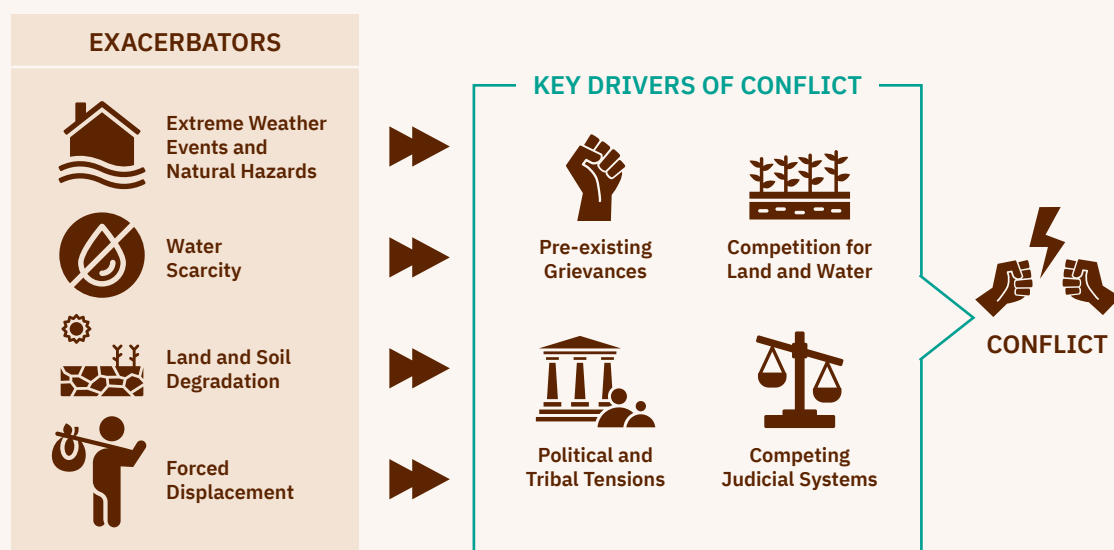 EXACERBATORS
Extreme Weather
Events and
Natural Hazards
Water
Scarcity
Land and Soil
Degradation
Forced
Displacement
KEY DRIVERS OF CONFLICT
Pre-existing
Grievances
Competition for
Land and Water
Political and
Tribal Tensions
Competing
Judicial Systems
CONFLICT